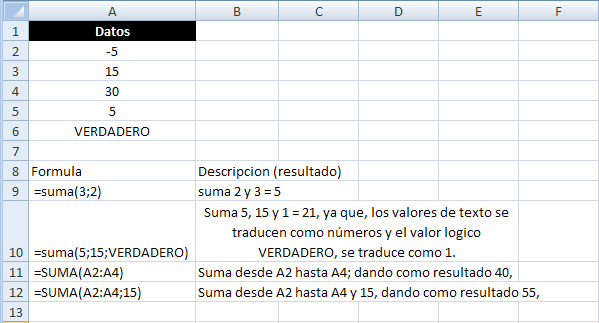 A B C D E F
1 Datos
2 -5
3 15
4 30
5 5
6 VERDADERO
7
8 Formula Descripcion (resultado)
9 =suma(3;2) suma 2 y 3 = 5
Suma 5, 15 y 1 = 21, ya que, los valores de texto se
traducen como números y el valor logico
10 =suma(5;15;VERDADERO) VERDADERO, se traduce como 1.
11 =SUMA(A2:A4) Suma desde A2 hasta A4; dando como resultado 40,
12 =SUMA(A2:A4;15) Suma desde A2 hasta A4 y 15, dando como resultado 55,
13